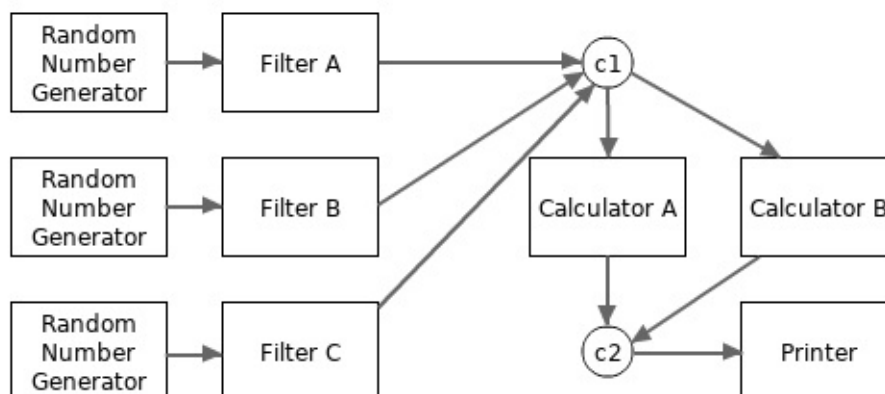 Random
Number
Generator
Filter A
c1
Random
Number
Generator
Filter B
Calculator A
Calculator B
Random
Number
Generator
Filter C
c2
Printer